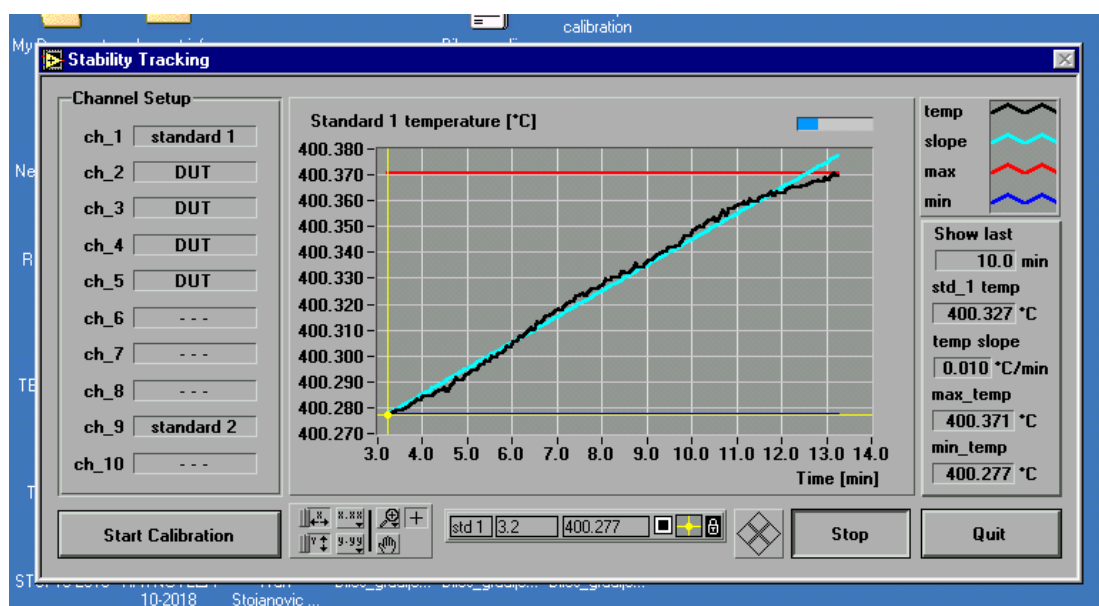 calibration
My
Stability Tracking
Channel Setup
ch_1 standard 1
ch_2 DUT
ch_3 DUT
ch_4 DUT
ch_5 DUT
ch_6 - - -
ch_7 - - -
ch_8 - - -
ch_9 standard 2
ch_10 - - -
Start Calibration
Standard 1 temperature [°C]
400.380
400.370
400.360
400.350
400.340
400.330
400.320
400.310
400.300
400.290
400.280
400.270
3.0 4.0 5.0 6.0 7.0 8.0 9.0 10.0 11.0 12.0 13.0 14.0
Time [min]
temp
slope
max
min
Show last
10.0 min
std_1 temp
400.327 °C
temp slope
0.010 °C/min
max_temp
400.371 °C
min_temp
400.277 °C
X X.XX
Y Y.YY
std 1 3.2 400.277
Stop
Quit
10-2018 Stojanovic ...